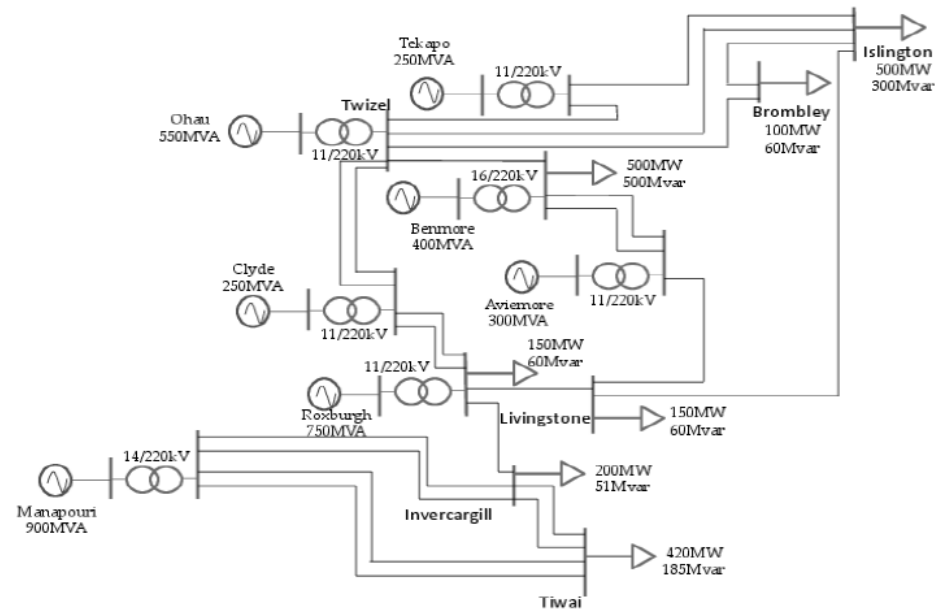 Tekapo
250MVA
11/220kV
Islington
500MW
300Mvar
Twizel
Brombley
100MW
60Mvar
Ohau
550MVA
11/220kV
500MW
500Mvar
16/220kV
Benmore
400MVA
Clyde
250MVA
11/220kV
Aviemore
300MVA
11/220kV
150MW
60Mvar
11/220kV
Roxburgh
750MVA
Livingstone
150MW
60Mvar
14/220kV
Manapouri
900MVA
Invercargill
200MW
51Mvar
420MW
185Mvar
Tiwai